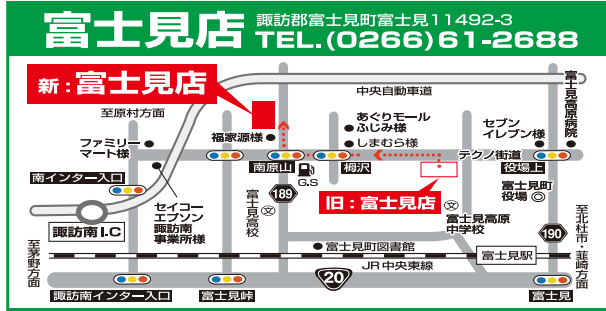 富士見店
諏訪郡富士見町富士見11492-3
TEL.(0266)61-2688
新：富士見店
中央自動車道
富士見高原病院
至原村方面
ファミリー
マート様
福家源様
あぐりモール
ふじみ様
しまむら様
セブン
イレブン様
テクノ街道
南インター入口
南原山
G.S
栂沢
役場上
189
旧：富士見店
富士見町
役場
セイコー
エプソン
諏訪南
事業所様
富士見高校
文
文
富士見高原
中学校
諏訪南I.C
190
至茅野方面
富士見町図書館
富士見駅
至北杜市・韮崎方面
JR中央東線
20
諏訪南インター入口
富士見峠
富士見